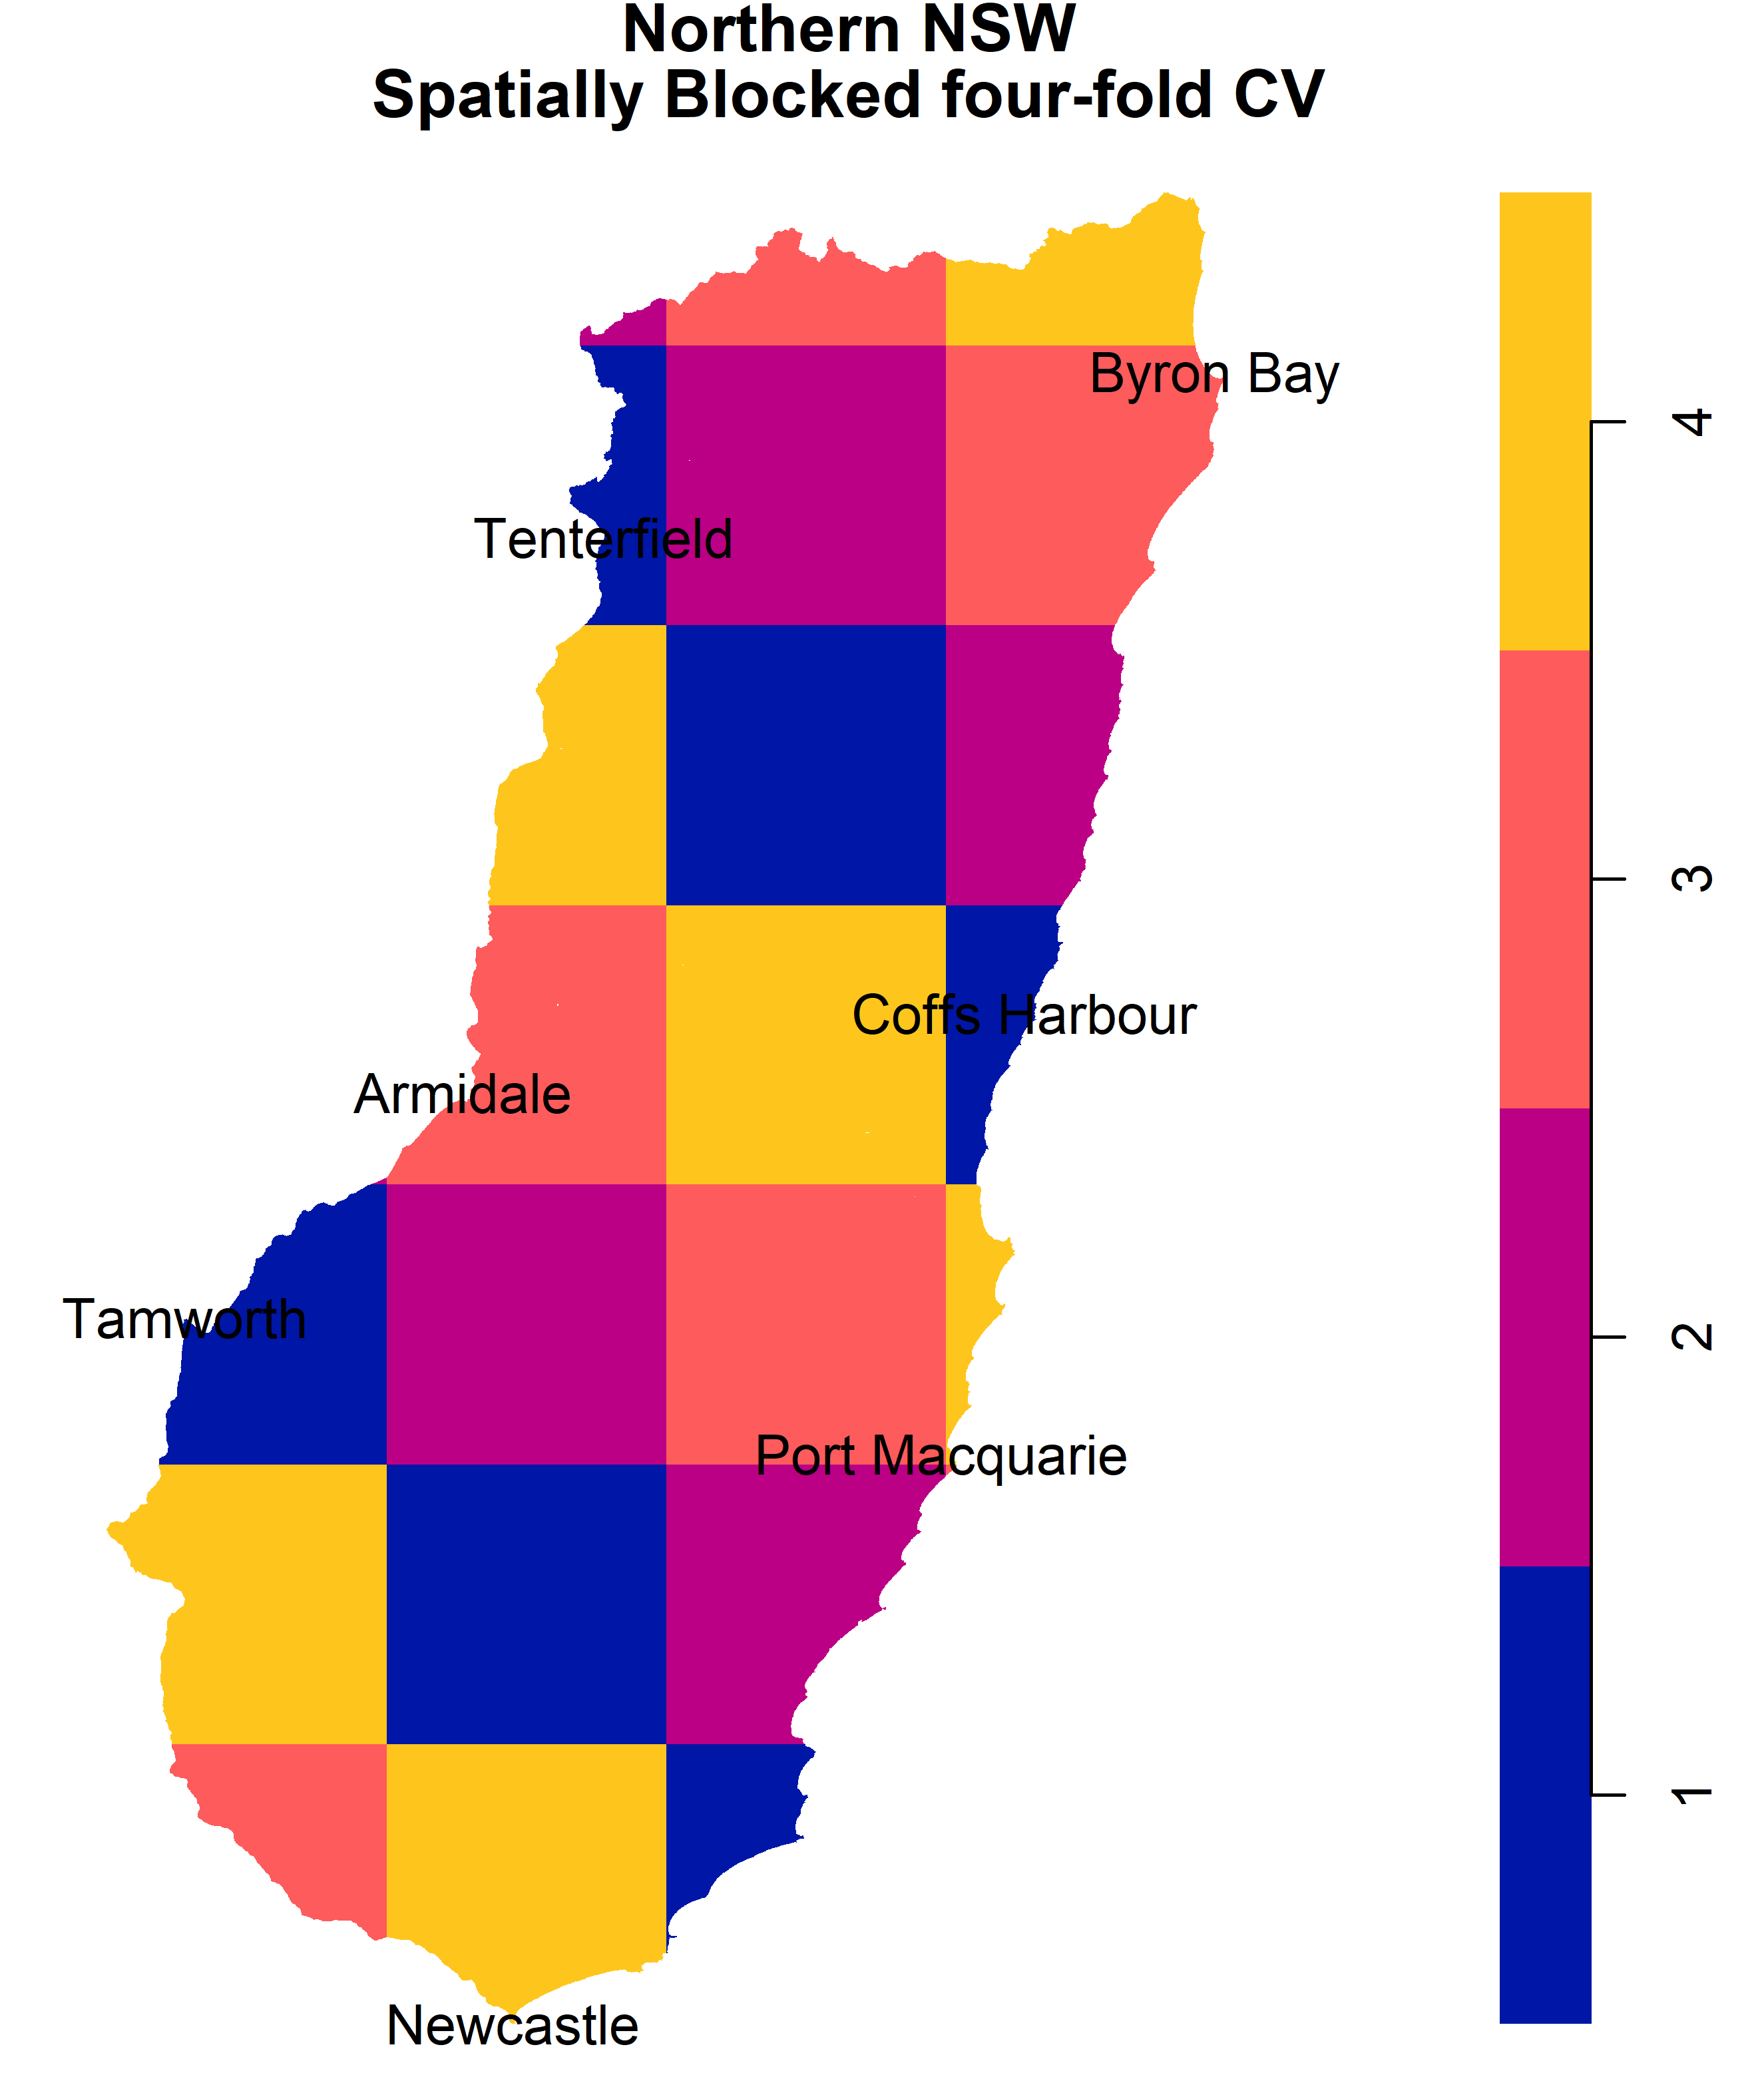 Northern NSW
Spatially Blocked four-fold CV
Byron Bay
4
Tenterfield
3
Coffs Harbour
Armidale
Tamworth
2
Port Macquarie
1
Newcastle